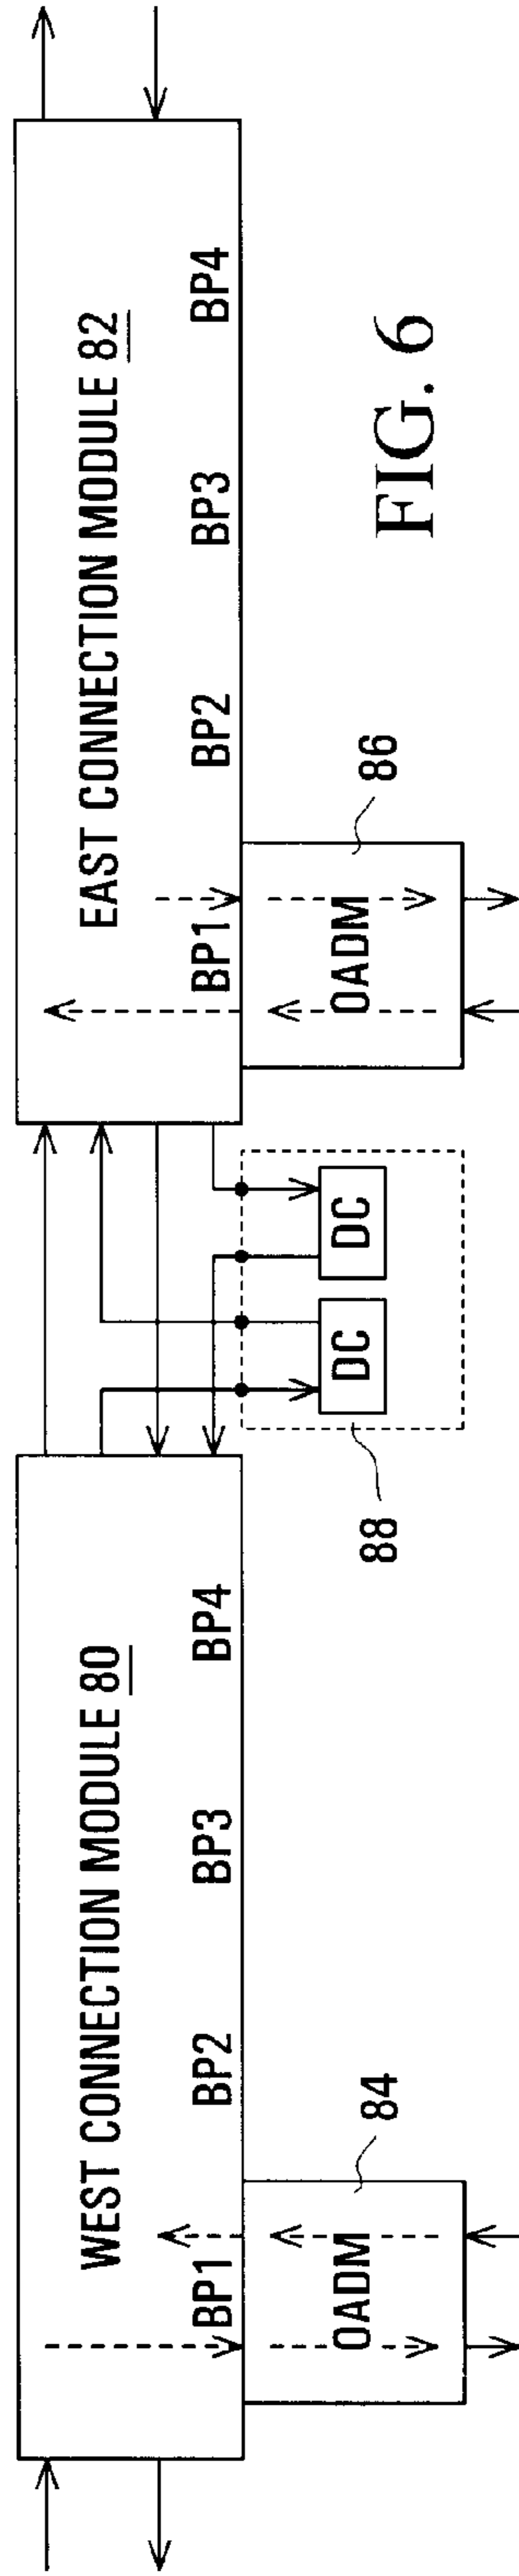 WEST CONNECTION MODULE 80
BP1
BP2
BP3
BP4
OADM
84
88
DC
DC
EAST CONNECTION MODULE 82
BP1
BP2
BP3
BP4
OADM
86
FIG. 6